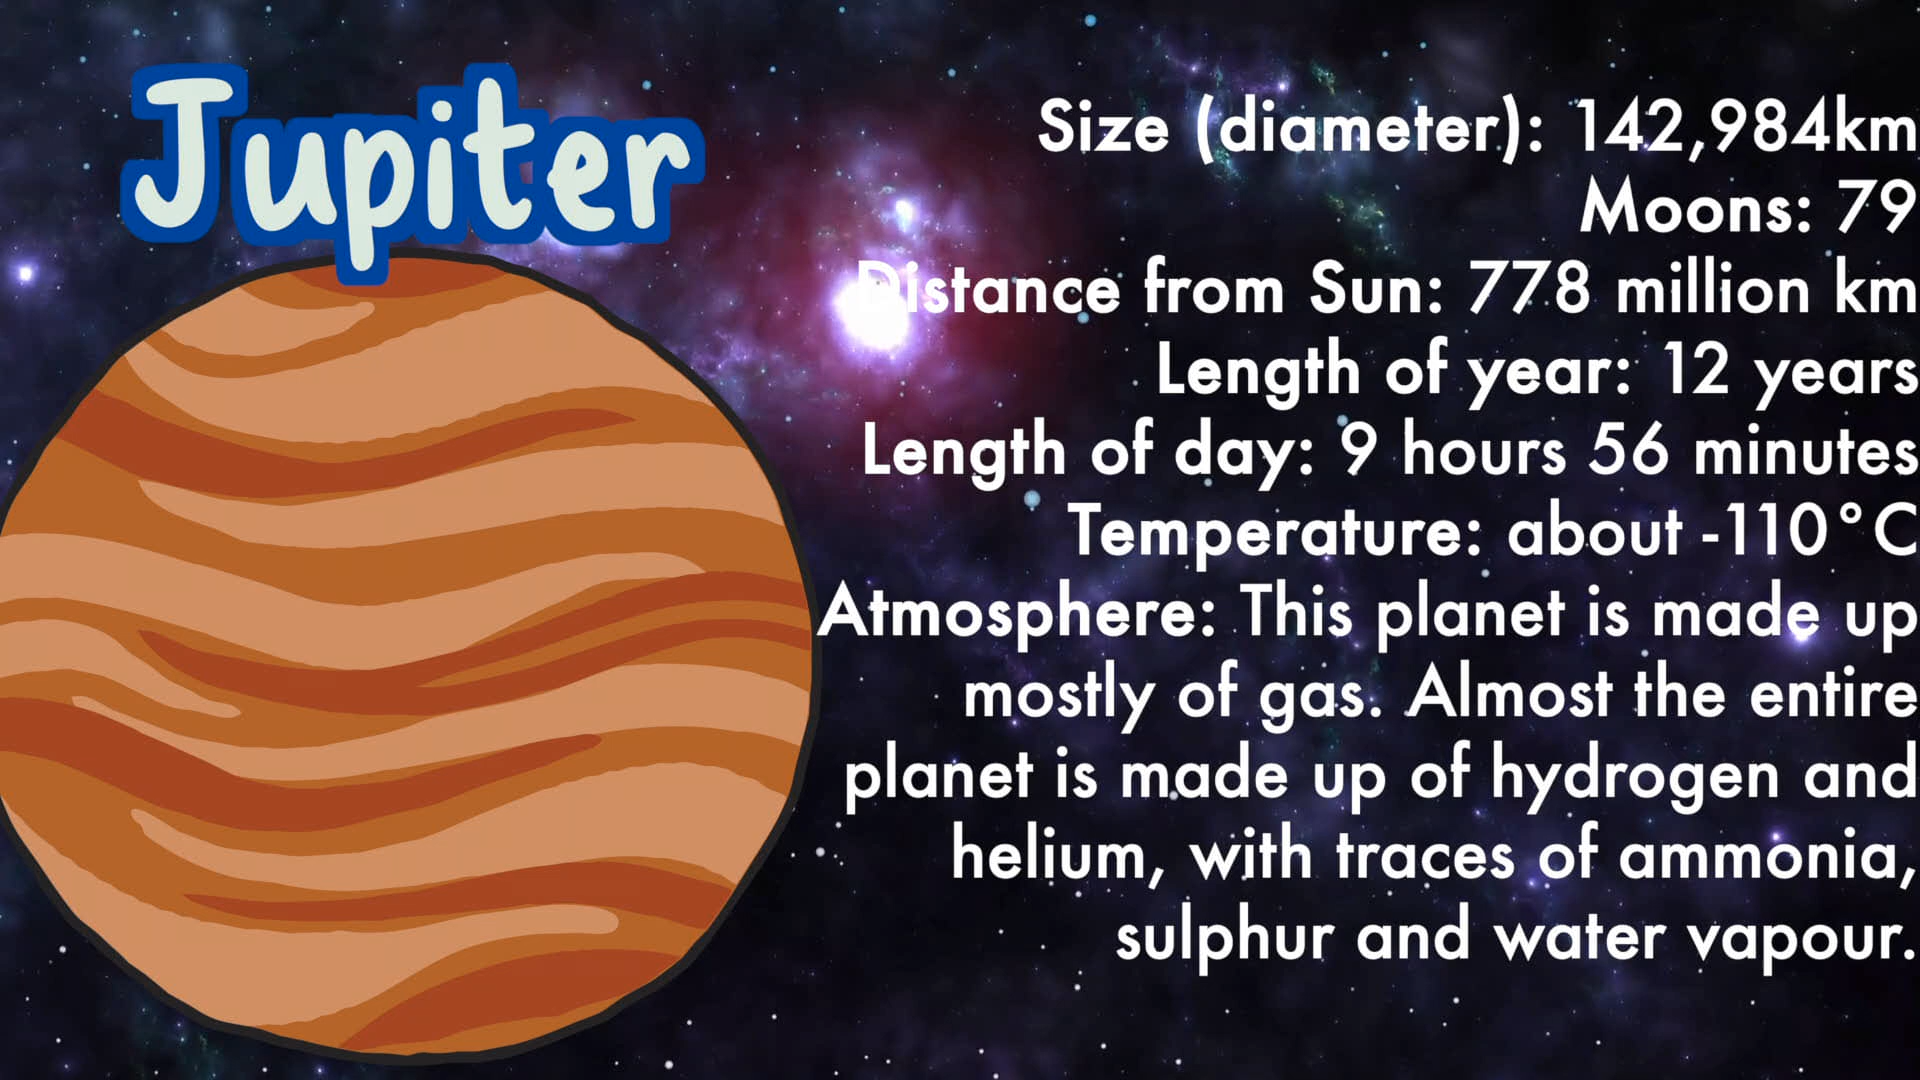 Jupiter
Size (diameter): 142,984km
Moons: 79
Distance from Sun: 778 million km
Length of year: 12 years
Length of day: 9 hours 56 minutes
Temperature: about -110°C
Atmosphere: This planet is made up
mostly of gas. Almost the entire
planet is made up of hydrogen and
helium, with traces of ammonia,
sulphur and water vapour.